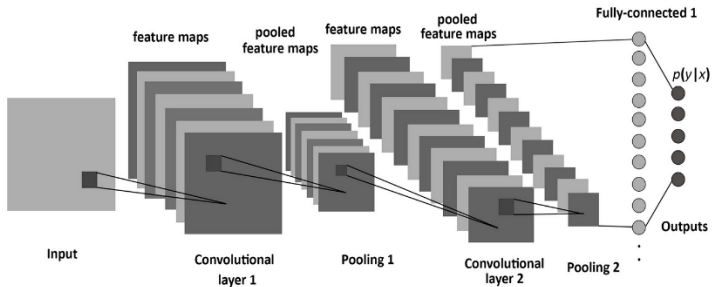 Fully-connected 1
feature maps
pooled
feature maps
feature maps
pooled
feature maps
p(y|x)
Outputs
Input
Convolutional
layer 1
Pooling 1
Convolutional
layer 2
Pooling 2